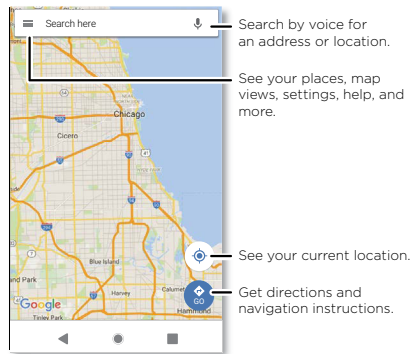 Search here
Search by voice for
an address or location.
See your places, map
views, settings, help, and
more.
Chicago
Cicero
41
Blue Island
Harvey
Calumet
Google
GO
Hammond
Tinley Park
See your current location.
Get directions and
navigation instructions.